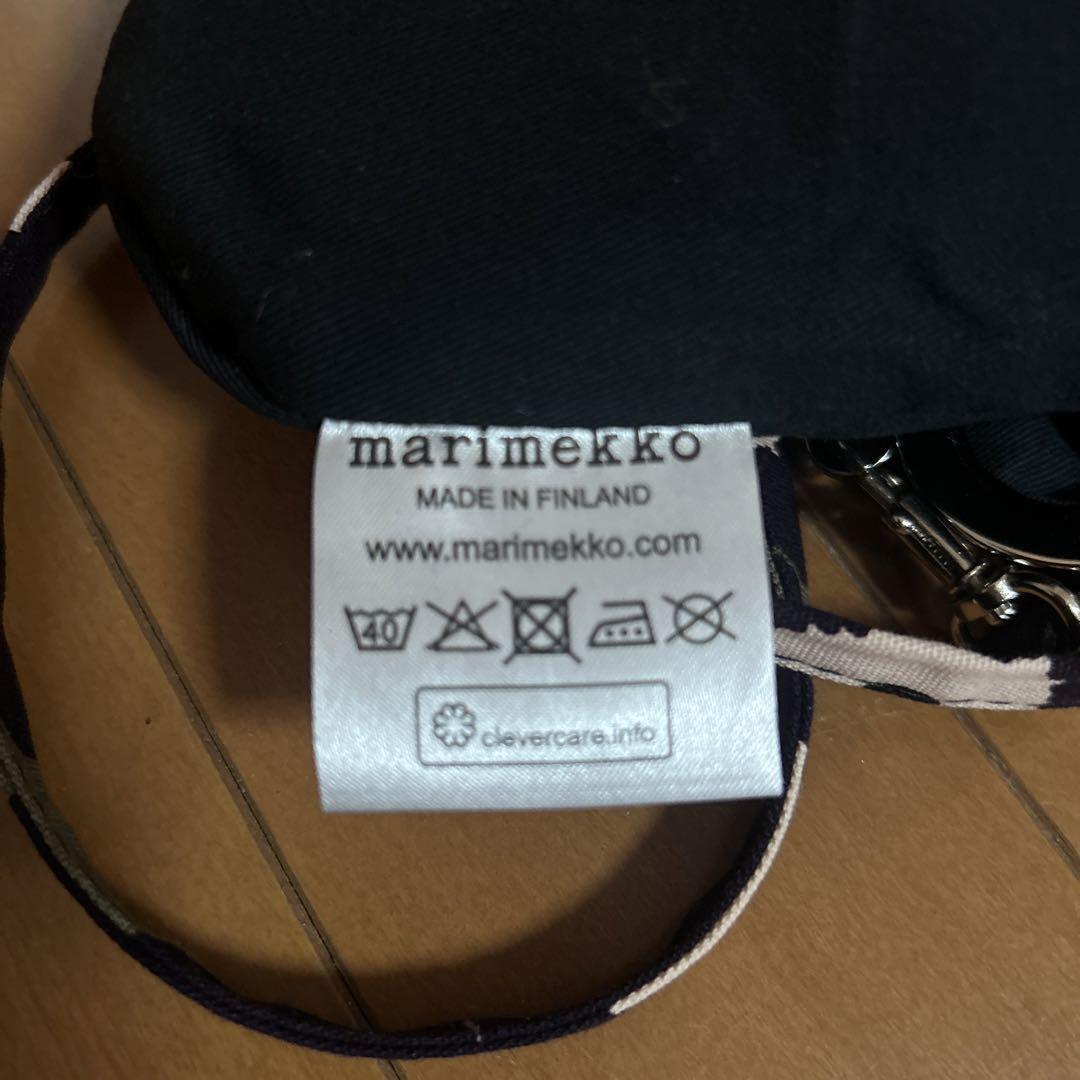 marimekko
MADE IN FINLAND
www.marimekko.com
40
clevercare.info